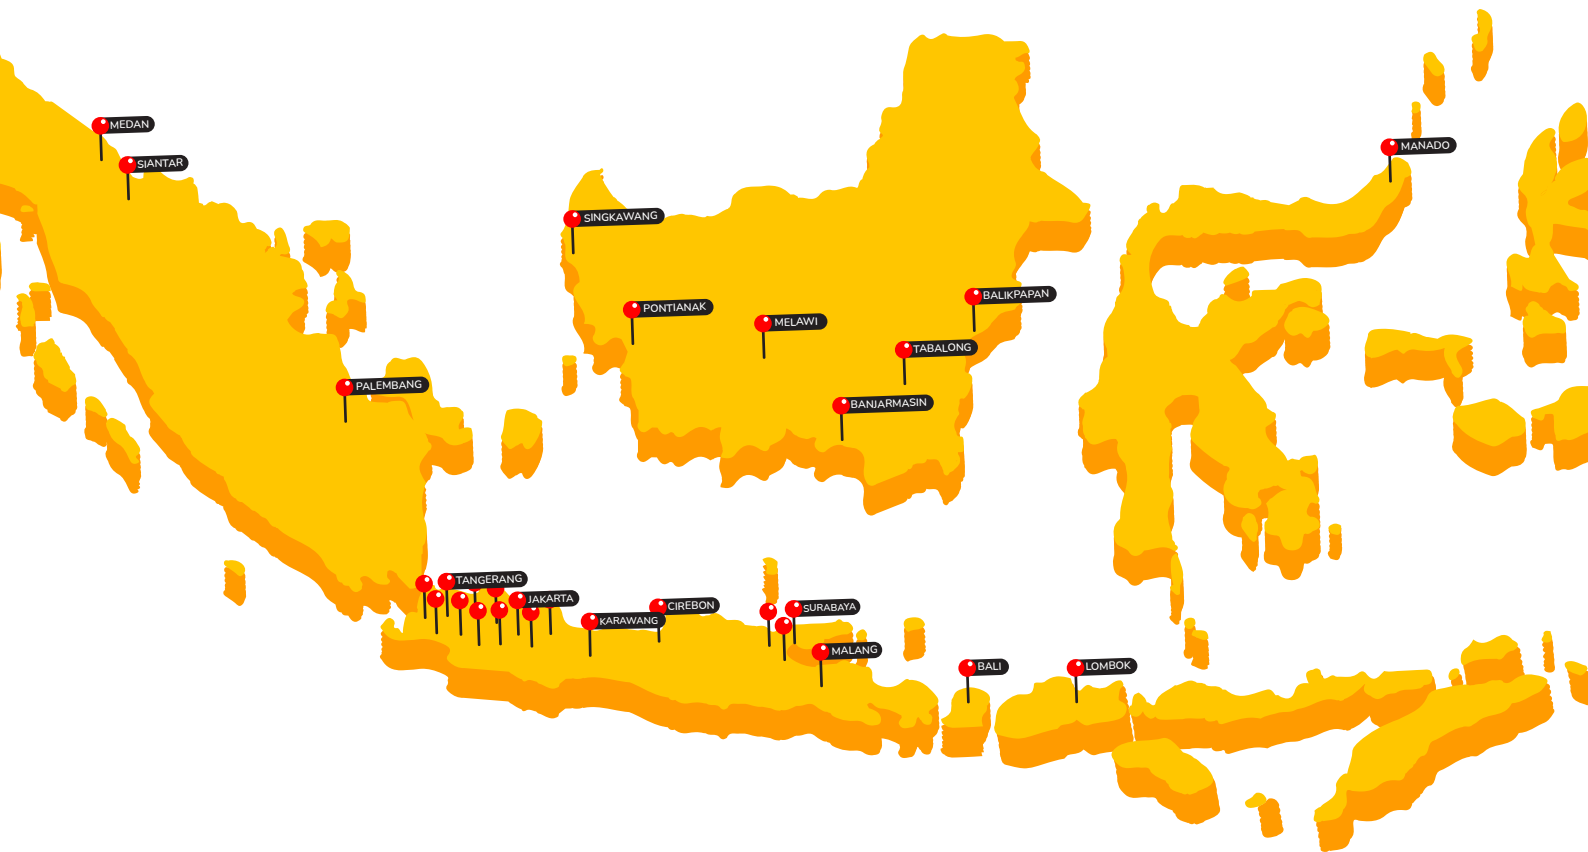 MEDAN
MANADO
SIANTAR
SINGKAWANG
BALIKPAPAN
PONTIANAK
MELAWI
TABALONG
PALEMBANG
BANJARMASIN
TANGERANG
JAKARTA
CIREBON
SURABAYA
KARAWANG
MALANG
BALI
LOMBOK